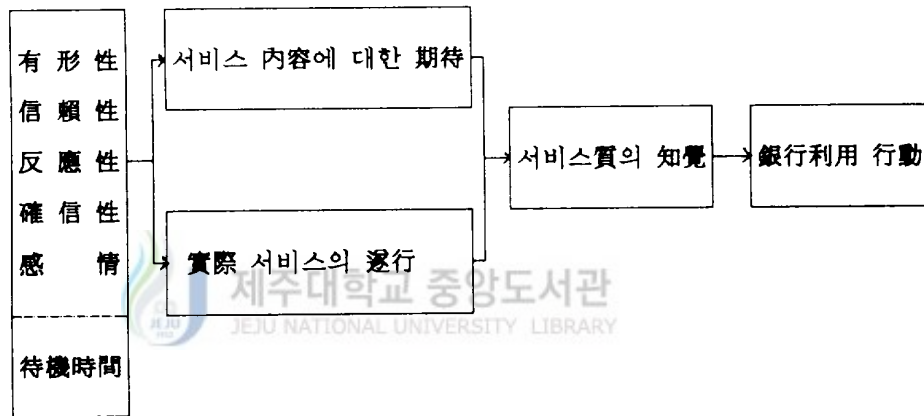 有形性
信賴性
反應性
確信性
感情
待機時間
서비스 內容에 대한 期待
實際 서비스의 遂行
서비스質의 知覺
銀行利用 行動
제주대학교 중앙도서관
JEJU NATIONAL UNIVERSITY LIBRARY
JEJU